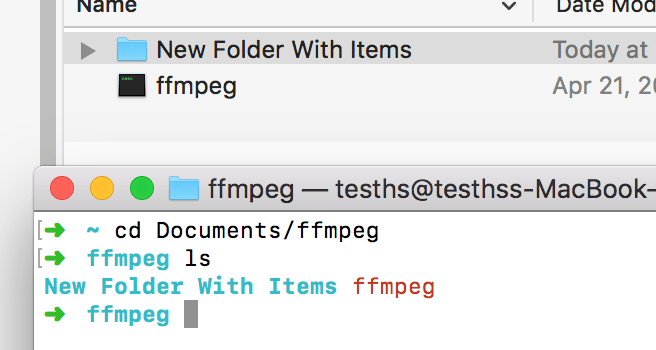 Name Date Mod
New Folder With Items Today at
ffmpeg Apr 21, 20
ffmpeg — tesths@testhss-MacBook-
[➜ ~ cd Documents/ffmpeg
[➜ ffmpeg ls
New Folder With Items ffmpeg
➜ ffmpeg